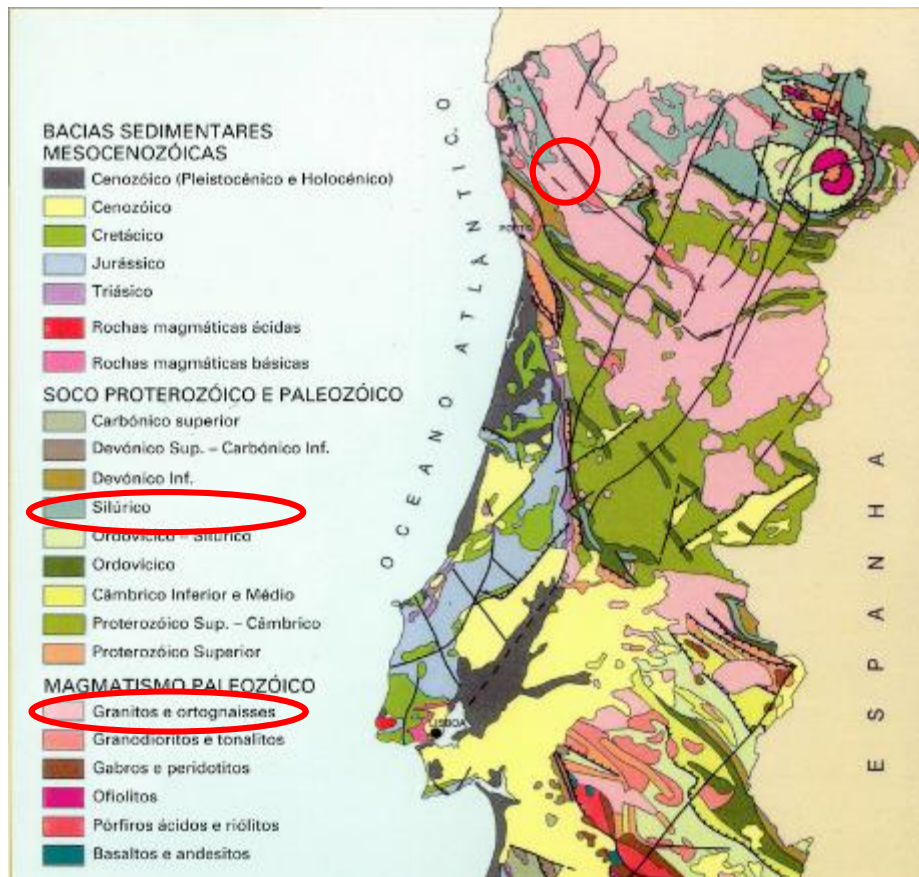 BACIAS SEDIMENTARES
MESOCENOZÓICAS
Cenozóico (Pleistocénico e Holocénico)
Cenozóico
Cretácico
Jurássico
Triásico
Rochas magmáticas ácidas
Rochas magmáticas básicas
SOCO PROTEROZÓICO E PALEOZÓICO
Carbónico superior
Devónico Sup. – Carbónico Inf.
Devónico Inf.
Silúrico
Ordovícico – Silúrico
Ordovícico
Câmbrico Inferior e Médio
Proterozóico Sup. – Câmbrico
Proterozóico Superior
MAGMATISMO PALEOZÓICO
Granitos e ortognaisses
Granodioritos e tonalitos
Gabros e peridotitos
Ofiolitos
Pórfiros ácidos e riólitos
Basaltos e andesitos
OCEANO ATLÂNTICO
PORTO
LISBOA
ESPANHA